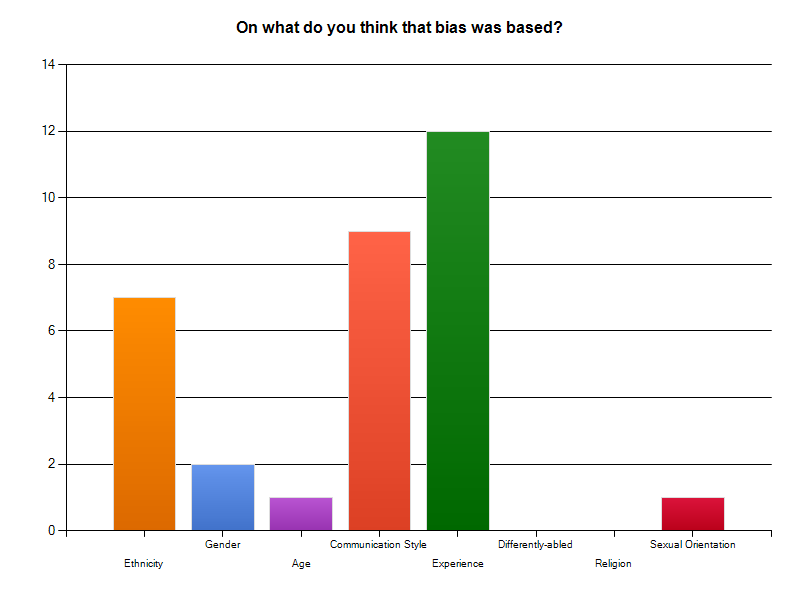 On what do you think that bias was based?
14
12
10
8
6
4
2
0
Gender
Communication Style
Differently-abled
Sexual Orientation
Ethnicity
Age
Experience
Religion